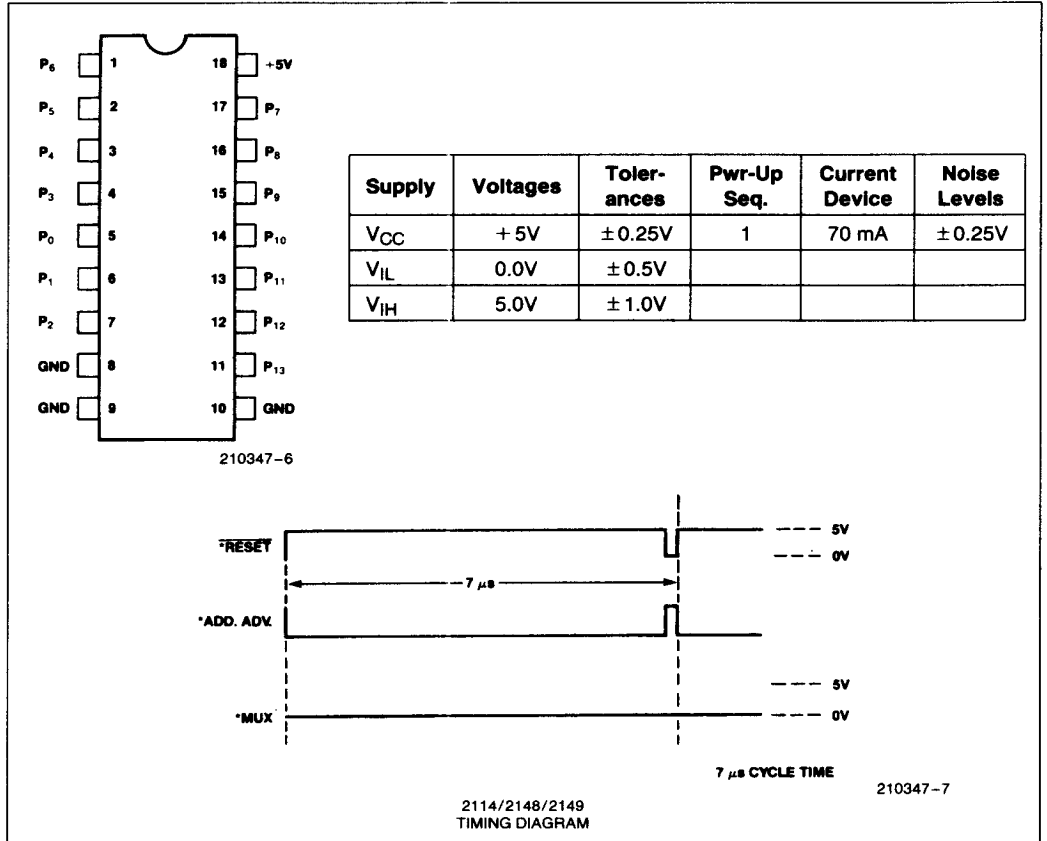 P₆ 1 18 +5V
P₅ 2 17 P₇
P₄ 3 16 P₈
P₃ 4 15 P₉
P₀ 5 14 P₁₀
P₁ 6 13 P₁₁
P₂ 7 12 P₁₂
GND 8 11 P₁₃
GND 9 10 GND
210347-6
Supply Voltages Toler-ances Pwr-Up Seq. Current Device Noise Levels
V_CC +5V ±0.25V 1 70 mA ±0.25V
V_IL 0.0V ±0.5V
V_IH 5.0V ±1.0V
*RESET 5V
0V
7 μs
*ADD. ADV.
5V
*MUX 0V
7 μs CYCLE TIME
210347-7
2114/2148/2149
TIMING DIAGRAM